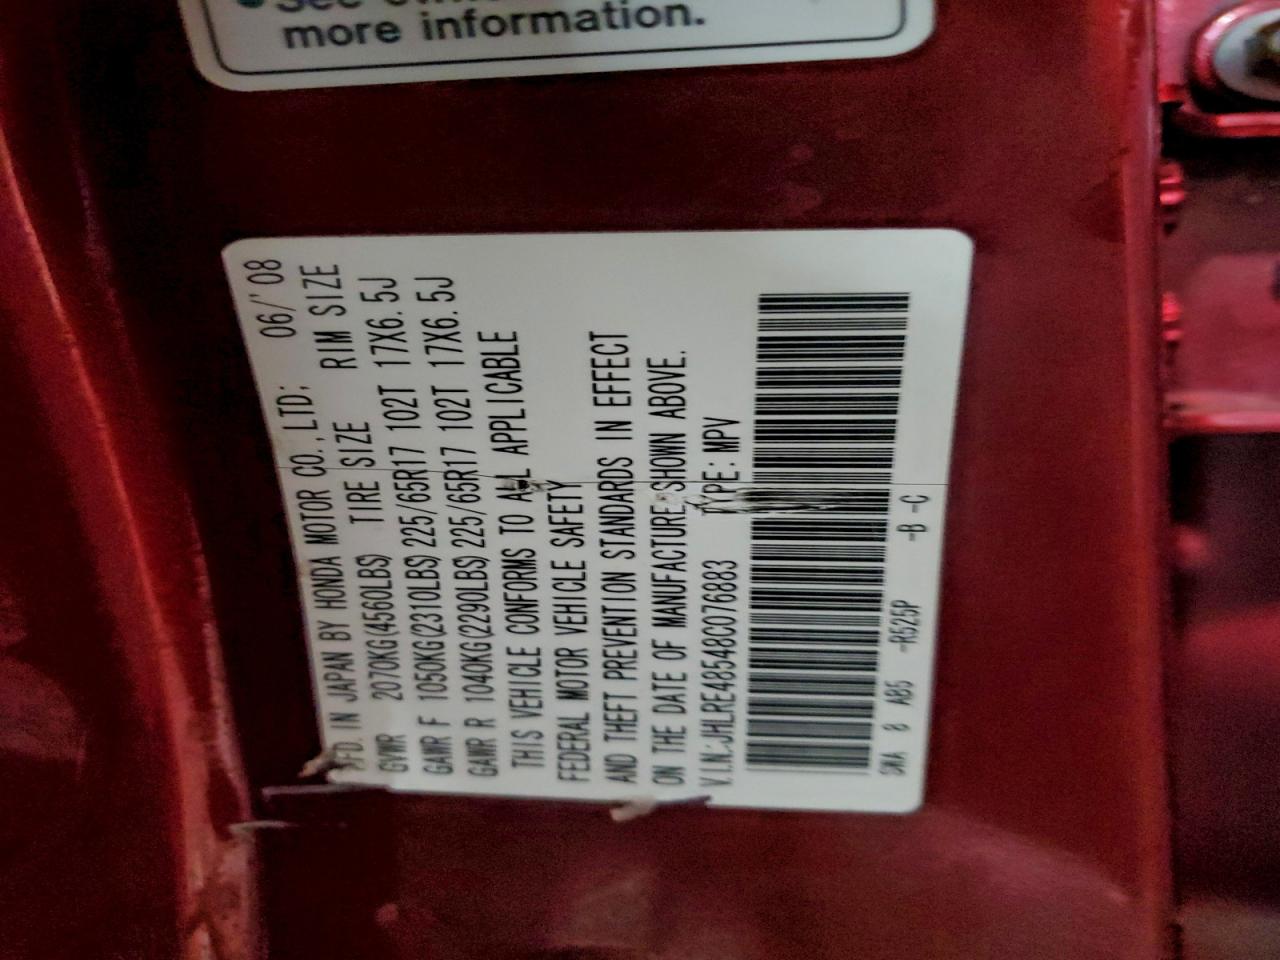 more information.
MFD. IN JAPAN BY HONDA MOTOR CO., LTD; 06/'08
GVWR 2070KG(4560LBS) TIRE SIZE RIM SIZE
GAWR F 1050KG(2310LBS) 225/65R17 102T 17X6.5J
GAWR R 1040KG(2290LBS) 225/65R17 102T 17X6.5J
THIS VEHICLE CONFORMS TO ALL APPLICABLE
FEDERAL MOTOR VEHICLE SAFETY
AND THEFT PREVENTION STANDARDS IN EFFECT
ON THE DATE OF MANUFACTURE SHOWN ABOVE.
V.I.N:JHLRE48548C076883 TYPE: MPV
SWA 8 AB5 -R525P -B -C